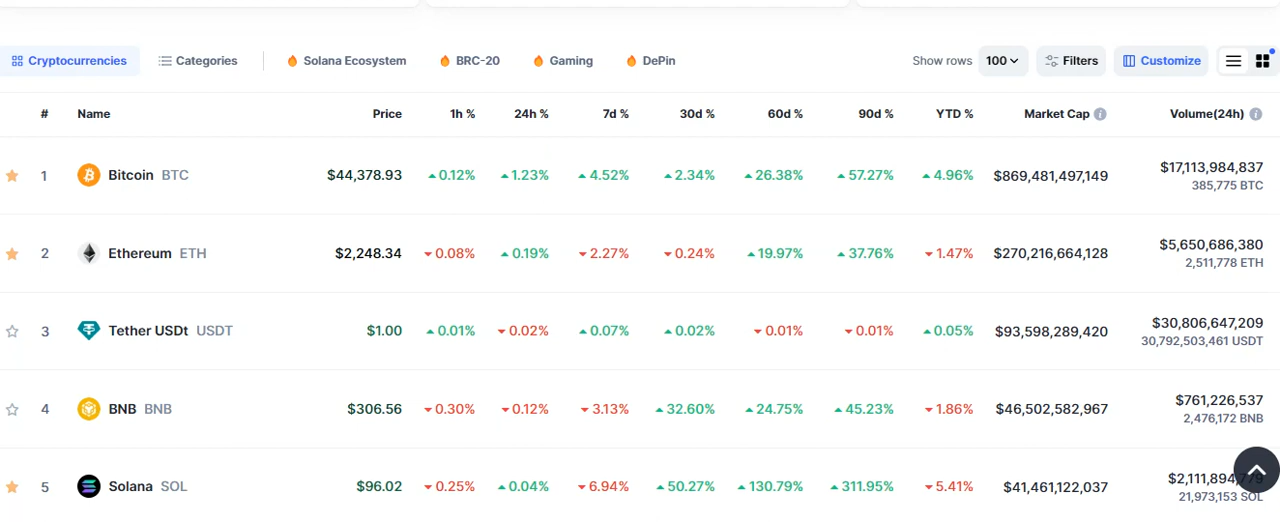 Cryptocurrencies Categories Solana Ecosystem BRC-20 Gaming DePin Show rows 100 Filters Customize
# Name Price 1h % 24h % 7d % 30d % 60d % 90d % YTD % Market Cap Volume(24h)
1 Bitcoin BTC $44,378.93 0.12% 1.23% 4.52% 2.34% 26.38% 57.27% 4.96% $869,481,497,149 $17,113,984,837
385,775 BTC
2 Ethereum ETH $2,248.34 0.08% 0.19% 2.27% 0.24% 19.97% 37.76% 1.47% $270,216,664,128 $5,650,686,380
2,511,778 ETH
3 Tether USDt USDT $1.00 0.01% 0.02% 0.07% 0.02% 0.01% 0.01% 0.05% $93,598,289,420 $30,806,647,209
30,792,503,461 USDT
4 BNB BNB $306.56 0.30% 0.12% 3.13% 32.60% 24.75% 45.23% 1.86% $46,502,582,967 $761,226,537
2,476,172 BNB
5 Solana SOL $96.02 0.25% 0.04% 6.94% 50.27% 130.79% 311.95% 5.41% $41,461,122,037 $2,111,894,779
21,973,153 SOL